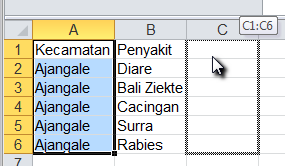 A B C
C1:C6
1 Kecamatan Penyakit
2 Ajangale Diare
3 Ajangale Bali Ziekte
4 Ajangale Cacingan
5 Ajangale Surra
6 Ajangale Rabies